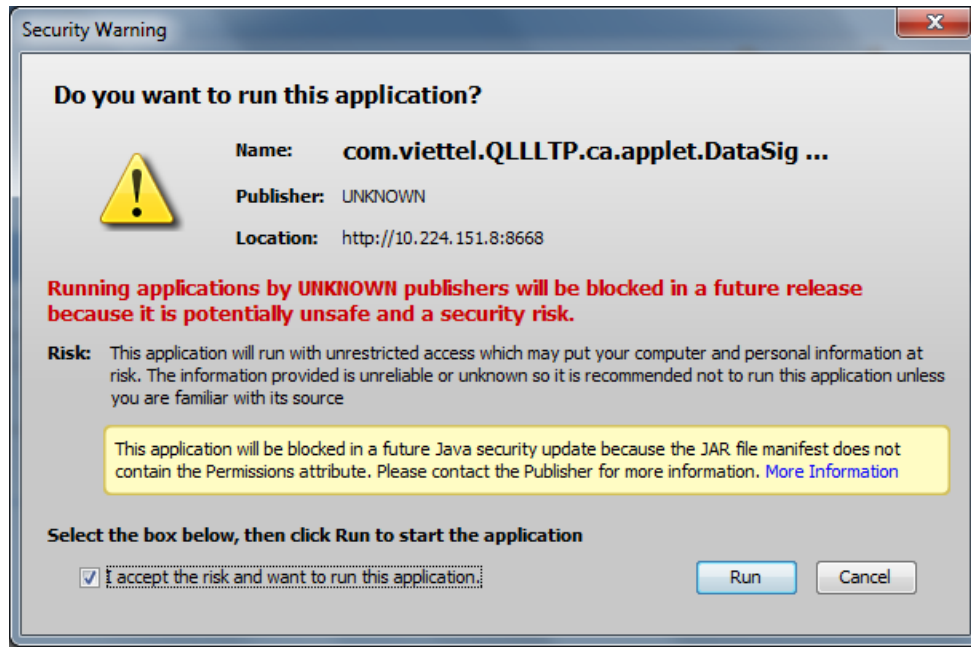 Security Warning
Do you want to run this application?
Name: com.viettel.QLLLTP.ca.applet.DataSig ...
Publisher: UNKNOWN
Location: http://10.224.151.8:8668
Running applications by UNKNOWN publishers will be blocked in a future release
because it is potentially unsafe and a security risk.
Risk: This application will run with unrestricted access which may put your computer and personal information at
risk. The information provided is unreliable or unknown so it is recommended not to run this application unless
you are familiar with its source
This application will be blocked in a future Java security update because the JAR file manifest does not
contain the Permissions attribute. Please contact the Publisher for more information. More Information
Select the box below, then click Run to start the application
I accept the risk and want to run this application.
Run Cancel